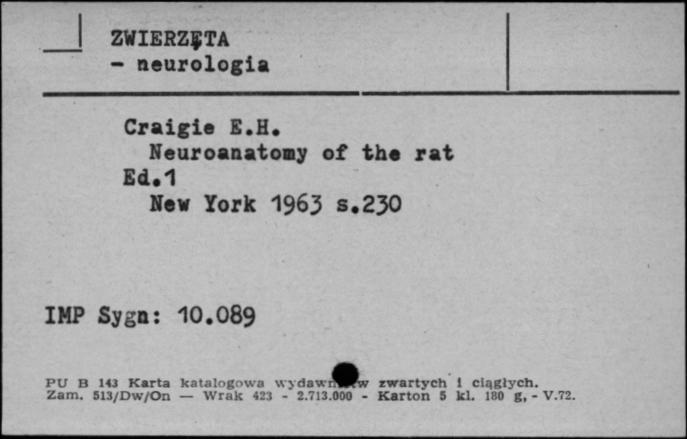 ZWIERZĘTA
- neurologia
Craigie E.H.
Neuroanatomy of the rat
Ed.1
New York 1963 s.230
IMP Sygn: 10.089
PU B 143 Karta katalogowa zwartych i ciągłych.
Zam. 513/Dw/On — Wrak 423 - 2.713.000 - Karton 5 kl. 180 g, - V.72.